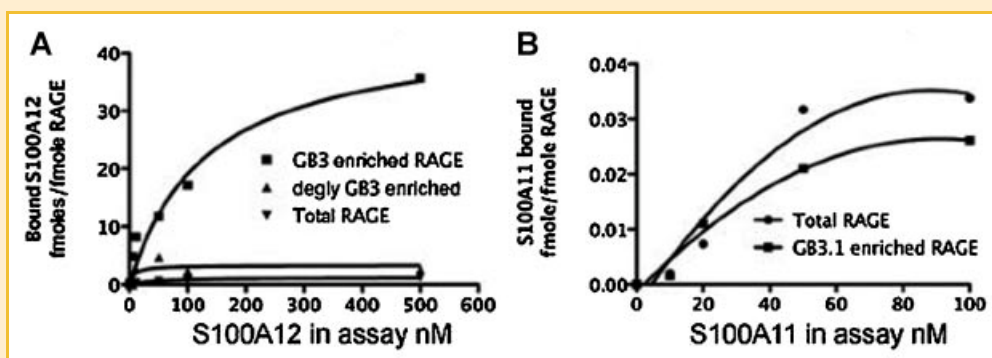 A
Bound S100A12
fmoles/fmole RAGE
40
30
20
10
0
GB3 enriched RAGE
degly GB3 enriched
Total RAGE
0 100 200 300 400 500 600
S100A12 in assay nM
B
S100A11 bound
fmole/fmole RAGE
0.04
0.03
0.02
0.01
0.00
Total RAGE
GB3.1 enriched RAGE
0 20 40 60 80 100
S100A11 in assay nM